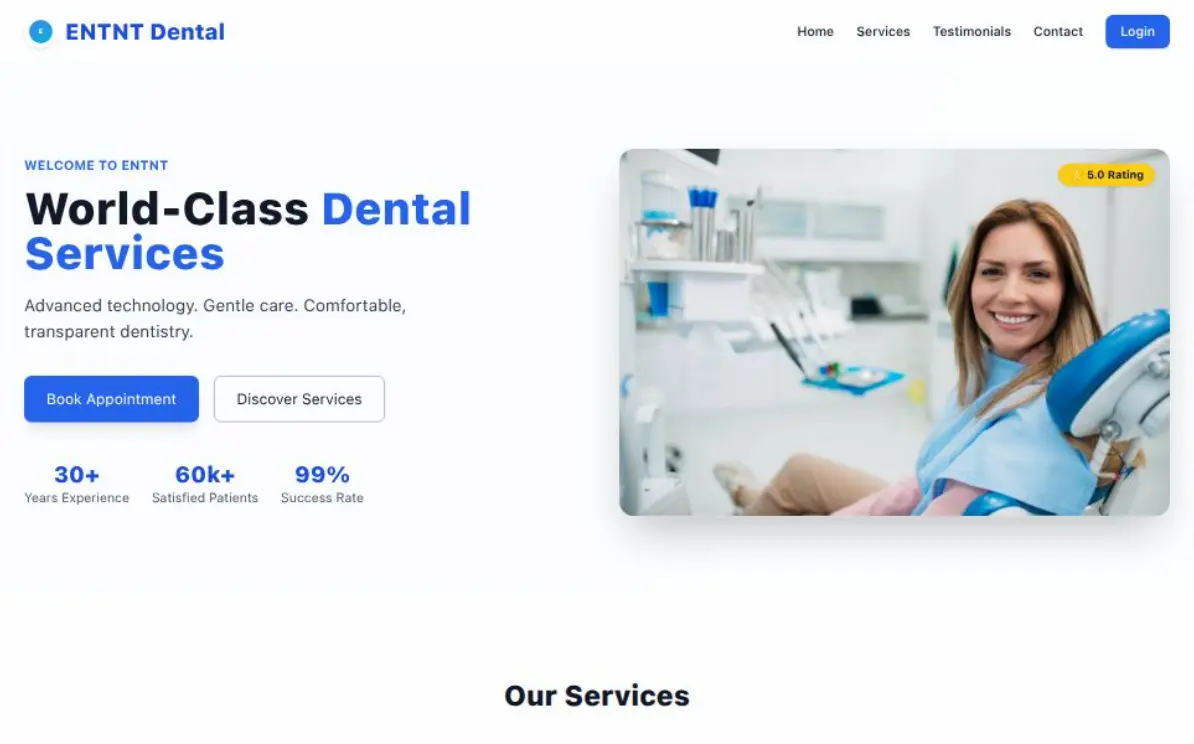 ENTNT Dental
Home Services Testimonials Contact Login
5.0 Rating
WELCOME TO ENTNT
World-Class Dental
Services
Advanced technology. Gentle care. Comfortable,
transparent dentistry.
Book Appointment Discover Services
30+ 60k+ 99%
Years Experience Satisfied Patients Success Rate
Our Services